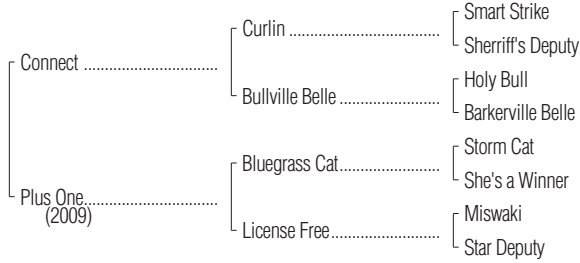 Smart Strike
Curlin ..........................................
Sherriff's Deputy
Connect .......................................
Holy Bull
Bullville Belle ............................
Barkerville Belle
Storm Cat
Bluegrass Cat............................
She's a Winner
Plus One.......................................
(2009)
Miswaki
License Free..............................
Star Deputy